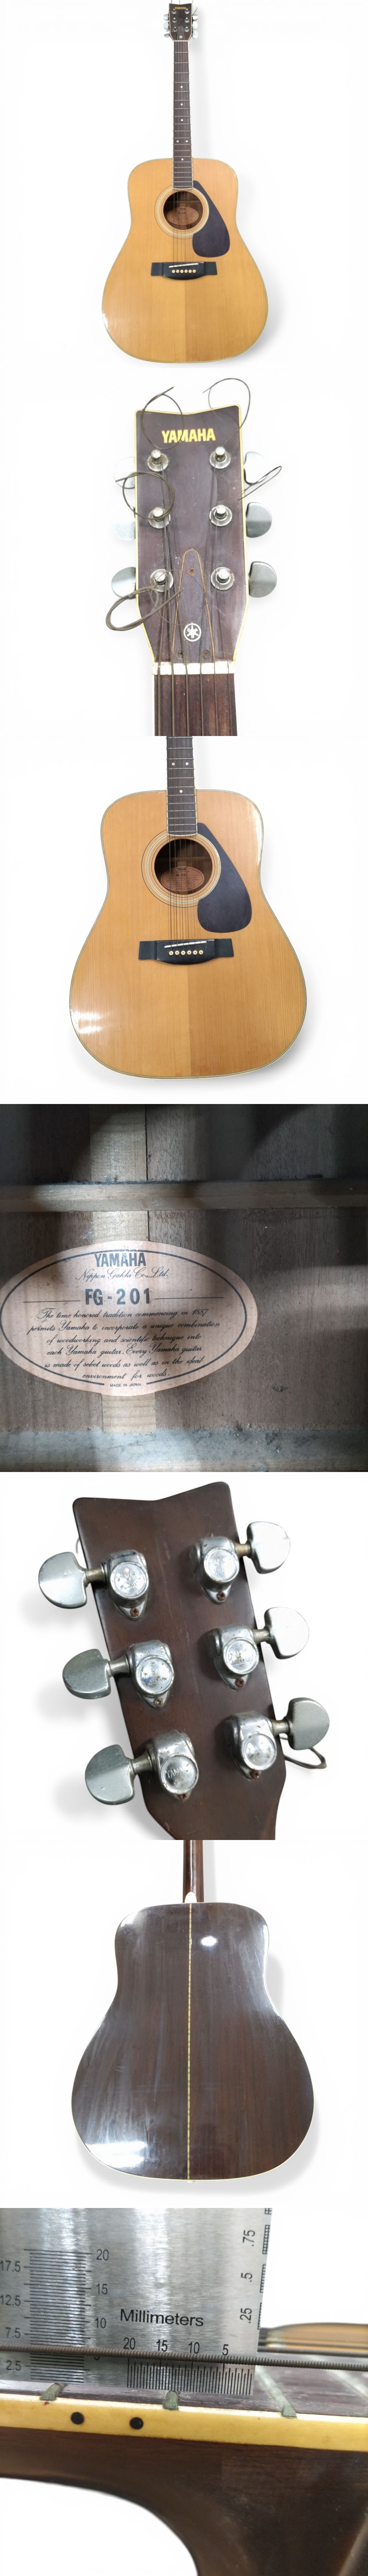 YAMAHA
YAMAHA
Nippon Gakki Co., Ltd.
FG-201
The time honored tradition commencing in 1887
permits Yamaha to incorporate a unique combination
of woodworking and scientific technique into
each Yamaha guitar. Every Yamaha guitar
is made of select woods as well as in the ideal
environment for woods.
MADE IN JAPAN
YAMAHA
.75
17.5
20
15
.5
12.5
Millimeters
10
.25
7.5
20 15 10 5
2.5